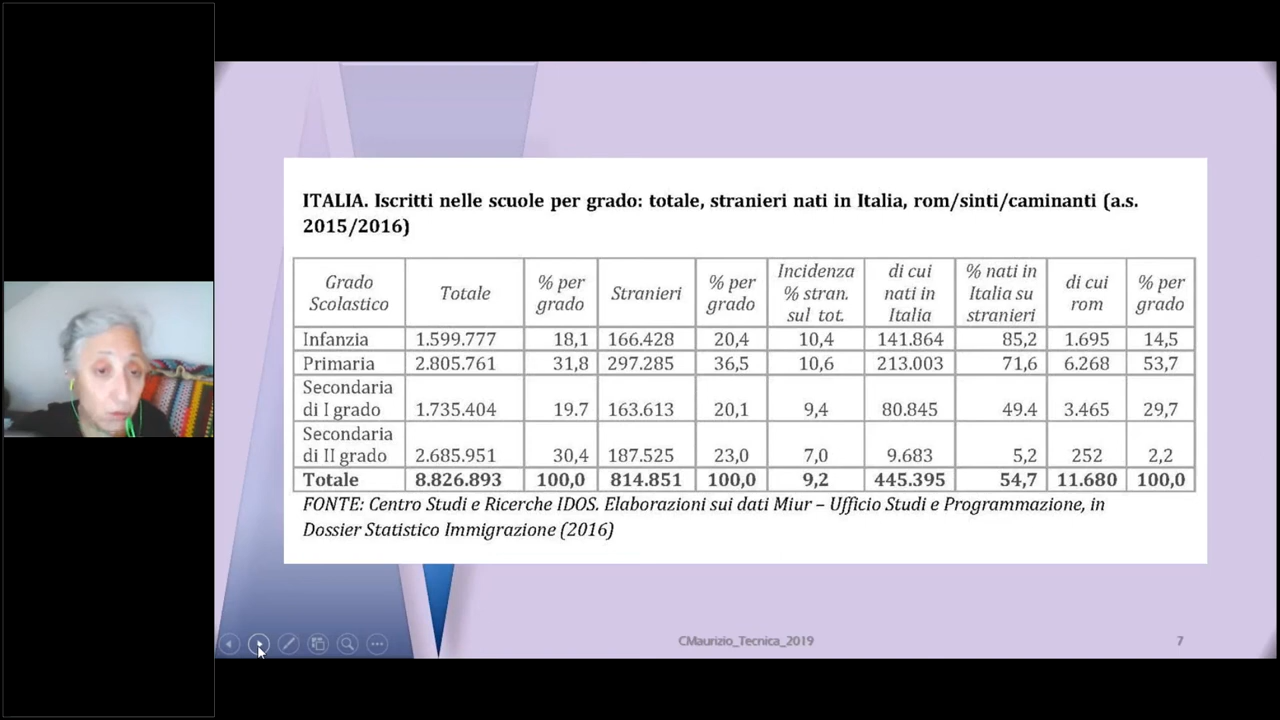 ITALIA. Iscritti nelle scuole per grado: totale, stranieri nati in Italia, rom/sinti/caminanti (a.s.
2015/2016)
Grado Scolastico Totale % per grado Stranieri % per grado Incidenza % stran. sul tot. di cui nati in Italia % nati in Italia su stranieri di cui rom % per grado
Infanzia 1.599.777 18,1 166.428 20,4 10,4 141.864 85,2 1.695 14,5
Primaria 2.805.761 31,8 297.285 36,5 10,6 213.003 71,6 6.268 53,7
Secondaria
di I grado 1.735.404 19.7 163.613 20,1 9,4 80.845 49.4 3.465 29,7
Secondaria
di II grado 2.685.951 30,4 187.525 23,0 7,0 9.683 5,2 252 2,2
Totale 8.826.893 100,0 814.851 100,0 9,2 445.395 54,7 11.680 100,0
FONTE: Centro Studi e Ricerche IDOS. Elaborazioni sui dati Miur – Ufficio Studi e Programmazione, in
Dossier Statistico Immigrazione (2016)
CMaurizio_Tecnica_2019 7